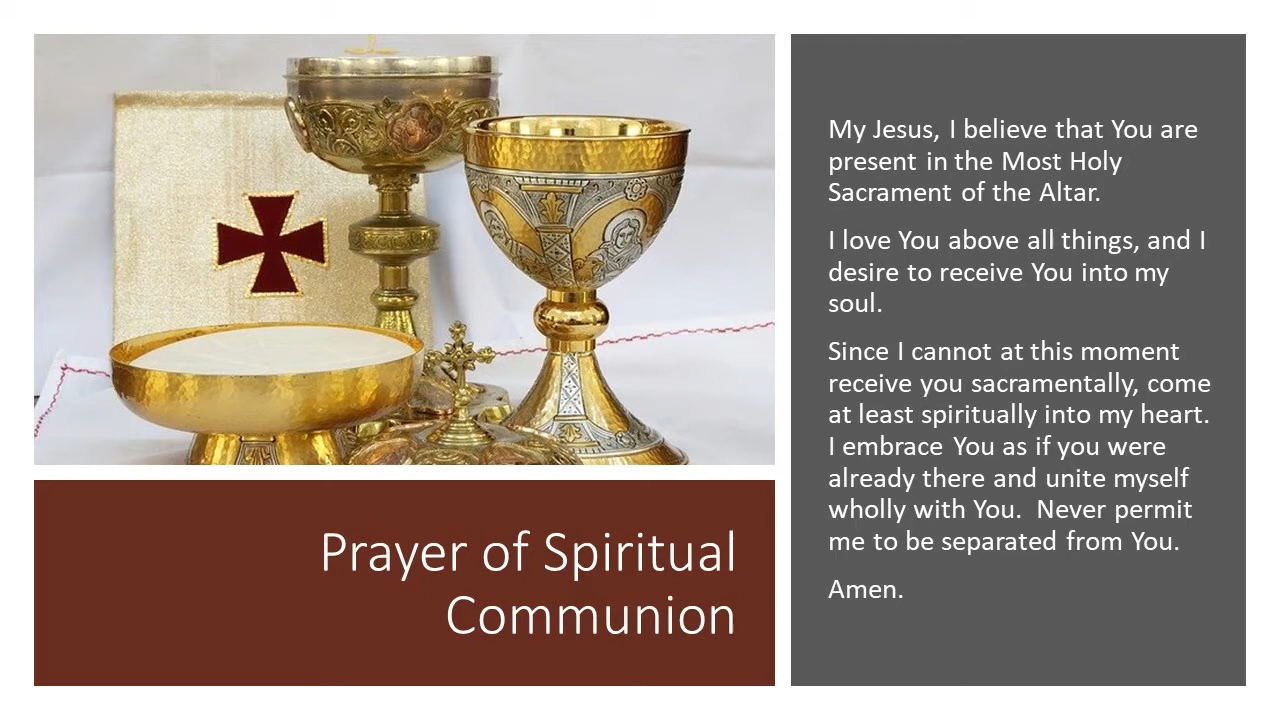 My Jesus, I believe that You are
present in the Most Holy
Sacrament of the Altar.
I love You above all things, and I
desire to receive You into my
soul.
Since I cannot at this moment
receive you sacramentally, come
at least spiritually into my heart.
I embrace You as if you were
already there and unite myself
wholly with You.  Never permit
me to be separated from You.
Amen.
Prayer of Spiritual
Communion